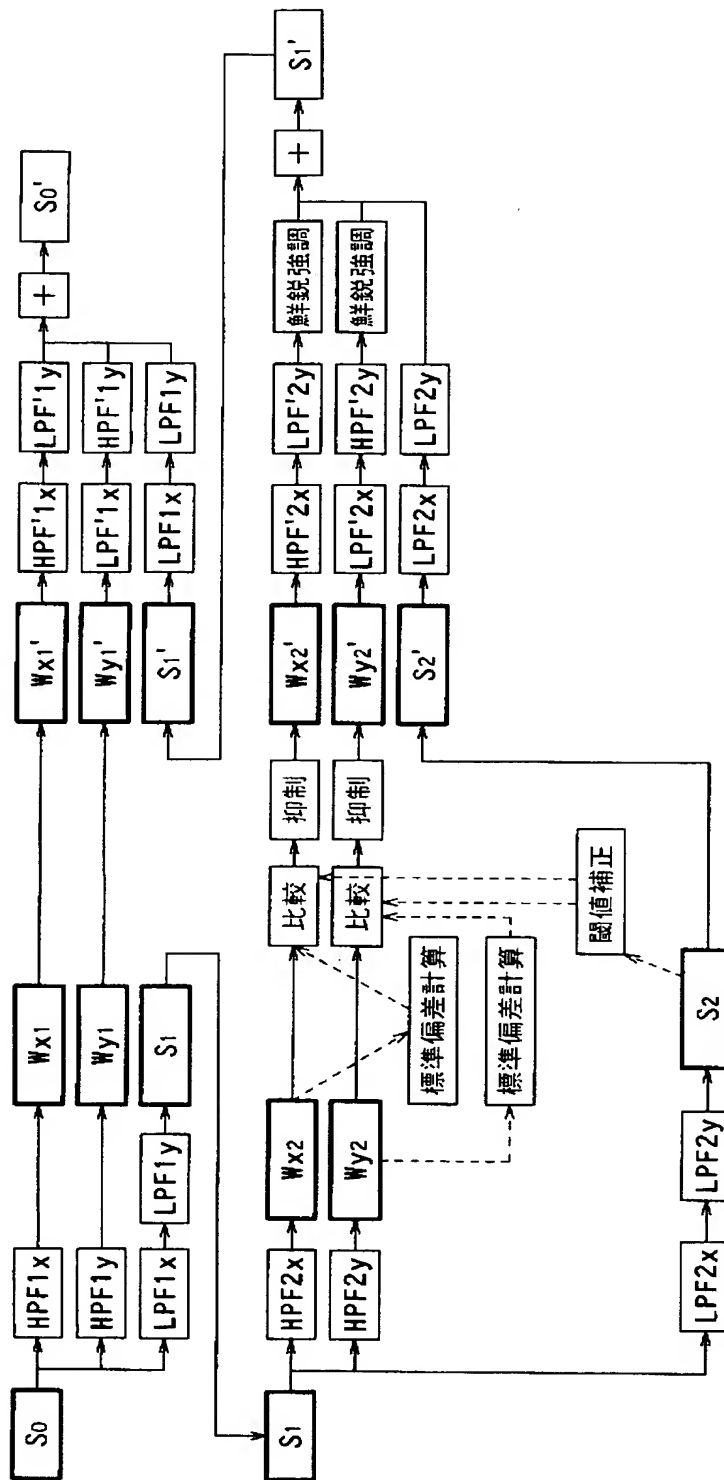 S0
HPF1x
Wx1
Wx1'
HPF'1x
LPF'1y
+
S0'
HPF1y
Wy1
Wy1'
LPF'1x
HPF'1y
LPF1x
LPF1y
S1
S1'
LPF1x
LPF1y
S1
HPF2x
Wx2
比較
抑制
Wx2'
HPF'2x
LPF'2y
鮮鋭強調
+
S1'
HPF2y
Wy2
比較
抑制
Wy2'
LPF'2x
HPF'2y
鮮鋭強調
標準偏差計算
標準偏差計算
S2'
LPF2x
LPF2y
閾値補正
LPF2x
LPF2y
S2